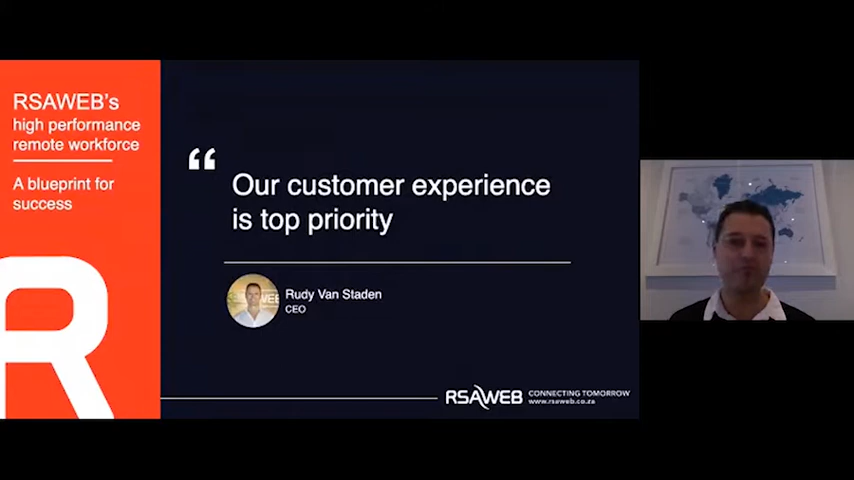 RSAWEB's
high performance
remote workforce
A blueprint for
success
“
Our customer experience
is top priority
Rudy Van Staden
CEO
RSAWEB
CONNECTING TOMORROW
www.rsaweb.co.za
R